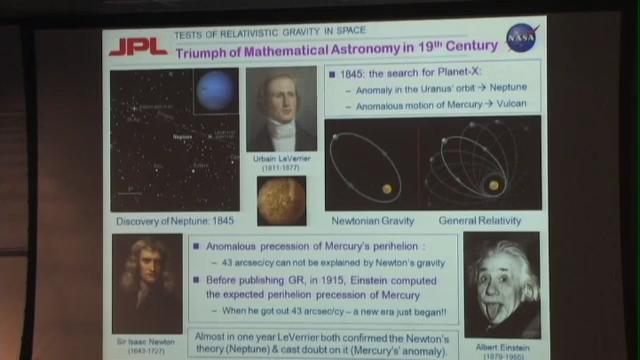 TESTS OF RELATIVISTIC GRAVITY IN SPACE
JPL
Triumph of Mathematical Astronomy in 19th Century
NASA
1845: the search for Planet-X:
– Anomaly in the Uranus' orbit → Neptune
– Anomalous motion of Mercury → Vulcan
Neptune
Urbain LeVerrier
(1811-1877)
Discovery of Neptune: 1845
Newtonian Gravity
General Relativity
Anomalous precession of Mercury's perihelion :
– 43 arcsec/cy can not be explained by Newton's gravity
Before publishing GR, in 1915, Einstein computed
the expected perihelion precession of Mercury
– When he got out 43 arcsec/cy – a new era just began!!
Sir Isaac Newton
(1643-1727)
Almost in one year LeVerrier both confirmed the Newton's
theory (Neptune) & cast doubt on it (Mercury's' anomaly).
Albert Einstein
(1879-1955)